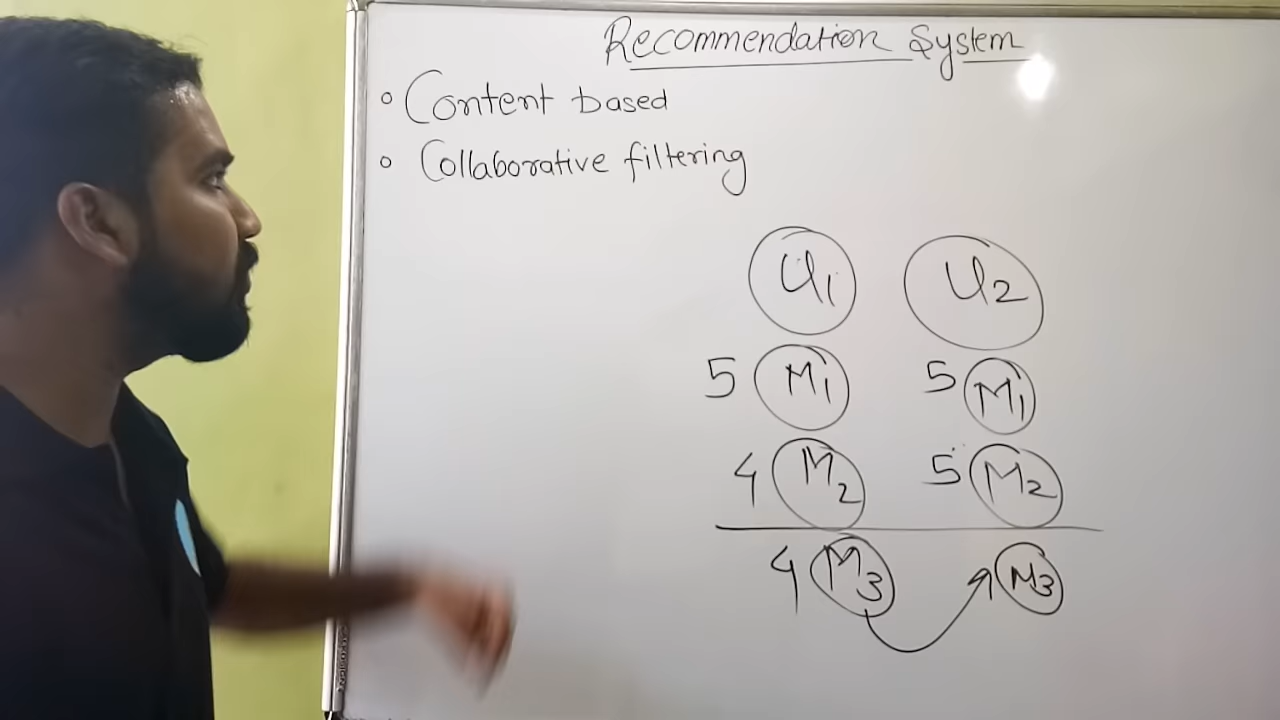 Recommendation System
Content based
Collaborative filtering
U1 U2
5 M1 5 M1
4 M2 5 M2
4 M3 M3